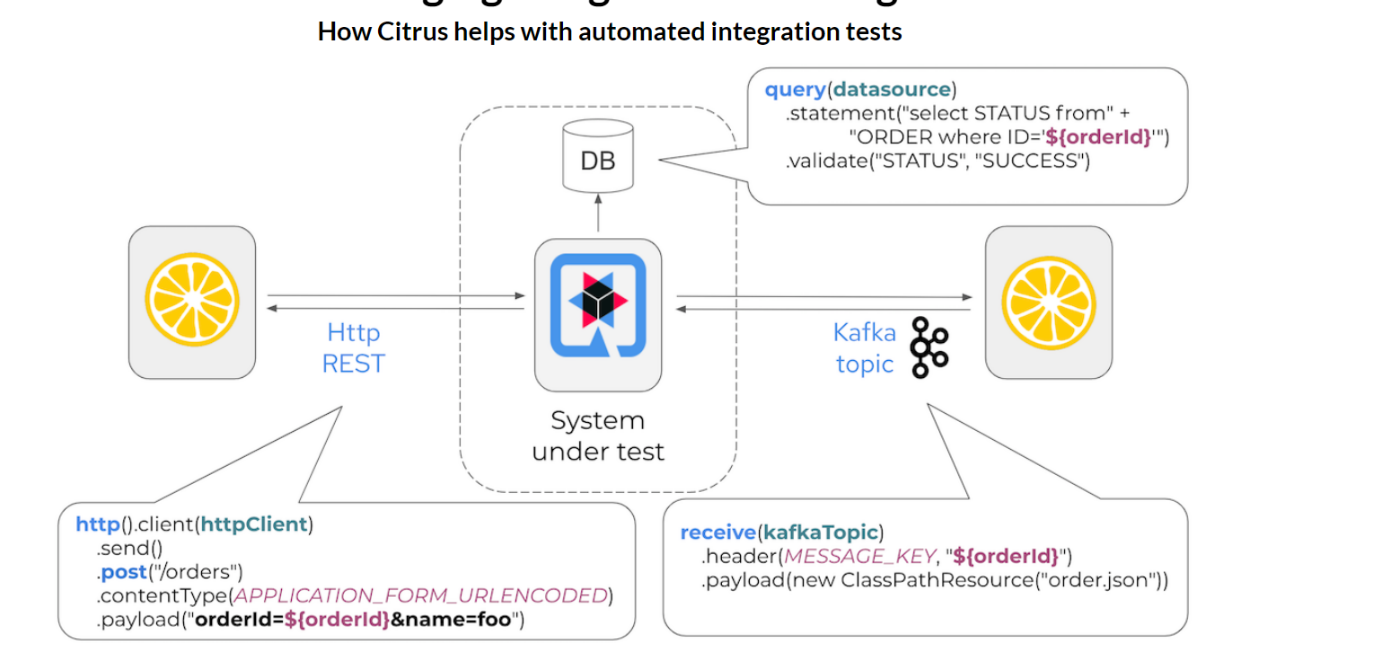 How Citrus helps with automated integration tests
query(datasource)
.statement("select STATUS from" +
"ORDER where ID='${orderId}'")
.validate("STATUS", "SUCCESS")
DB
Http
REST
Kafka
topic
System
under test
http().client(httpClient)
.send()
.post("/orders")
.contentType(APPLICATION_FORM_URLENCODED)
.payload("orderId=${orderId}&name=foo")
receive(kafkaTopic)
.header(MESSAGE_KEY, "${orderId}")
.payload(new ClassPathResource("order.json"))